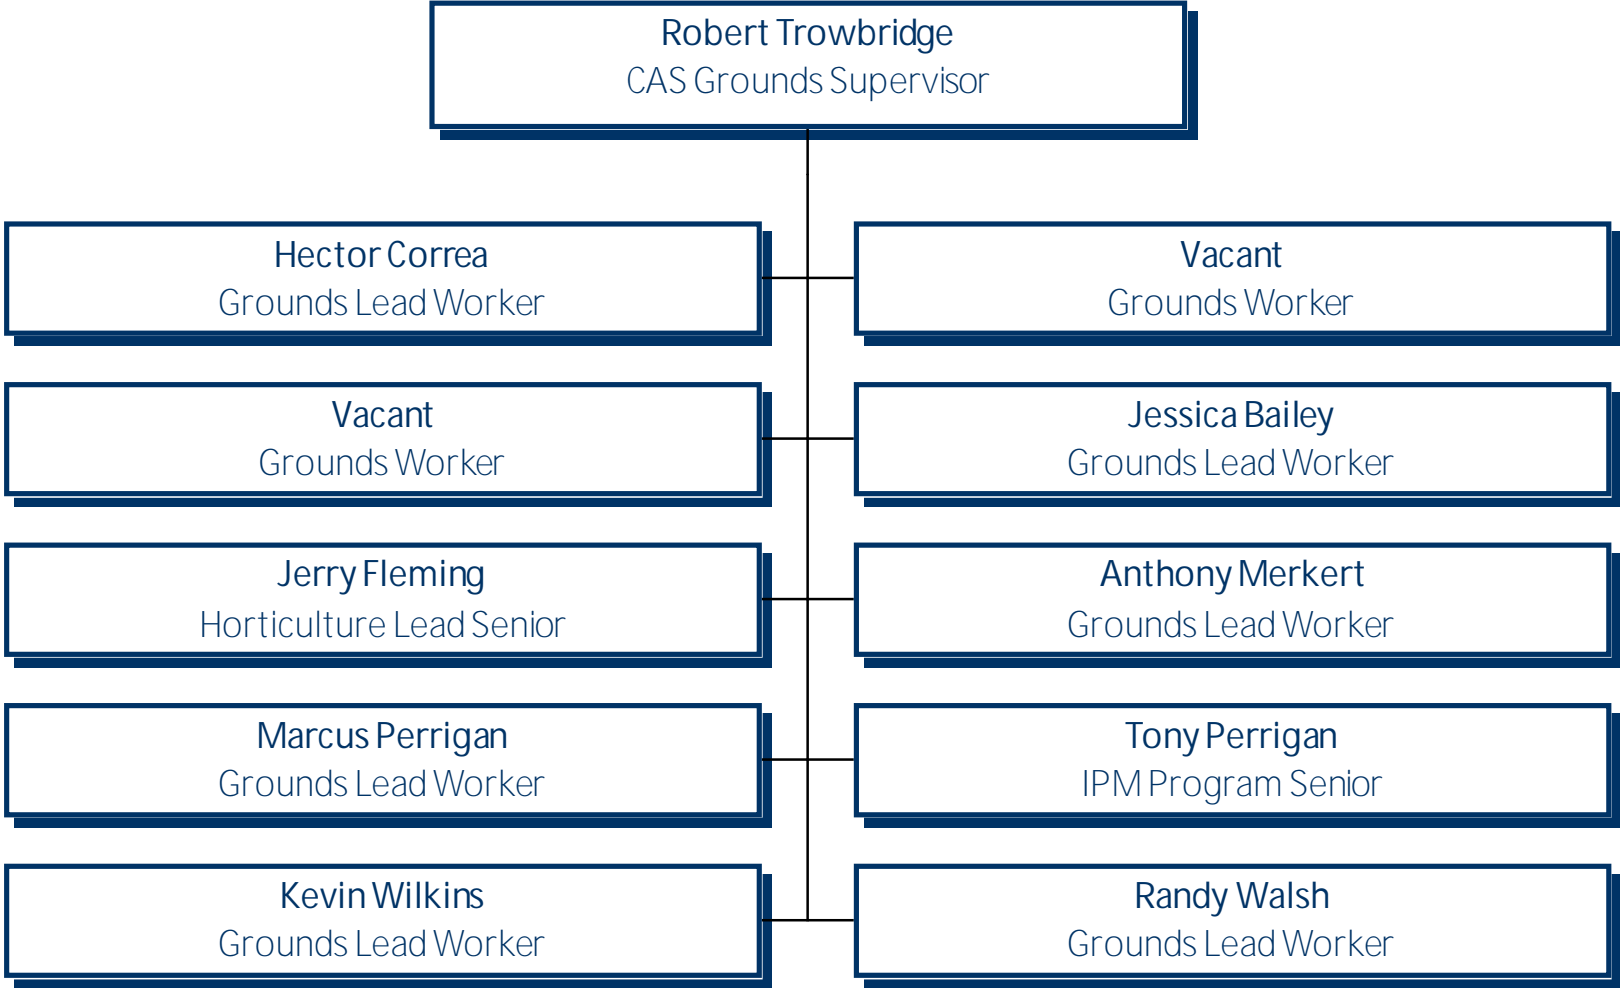 Robert Trowbridge
CAS Grounds Supervisor
Hector Correa
Grounds Lead Worker
Vacant
Grounds Worker
Vacant
Grounds Worker
Jessica Bailey
Grounds Lead Worker
Jerry Fleming
Horticulture Lead Senior
Anthony Merkert
Grounds Lead Worker
Marcus Perrigan
Grounds Lead Worker
Tony Perrigan
IPM Program Senior
Kevin Wilkins
Grounds Lead Worker
Randy Walsh
Grounds Lead Worker